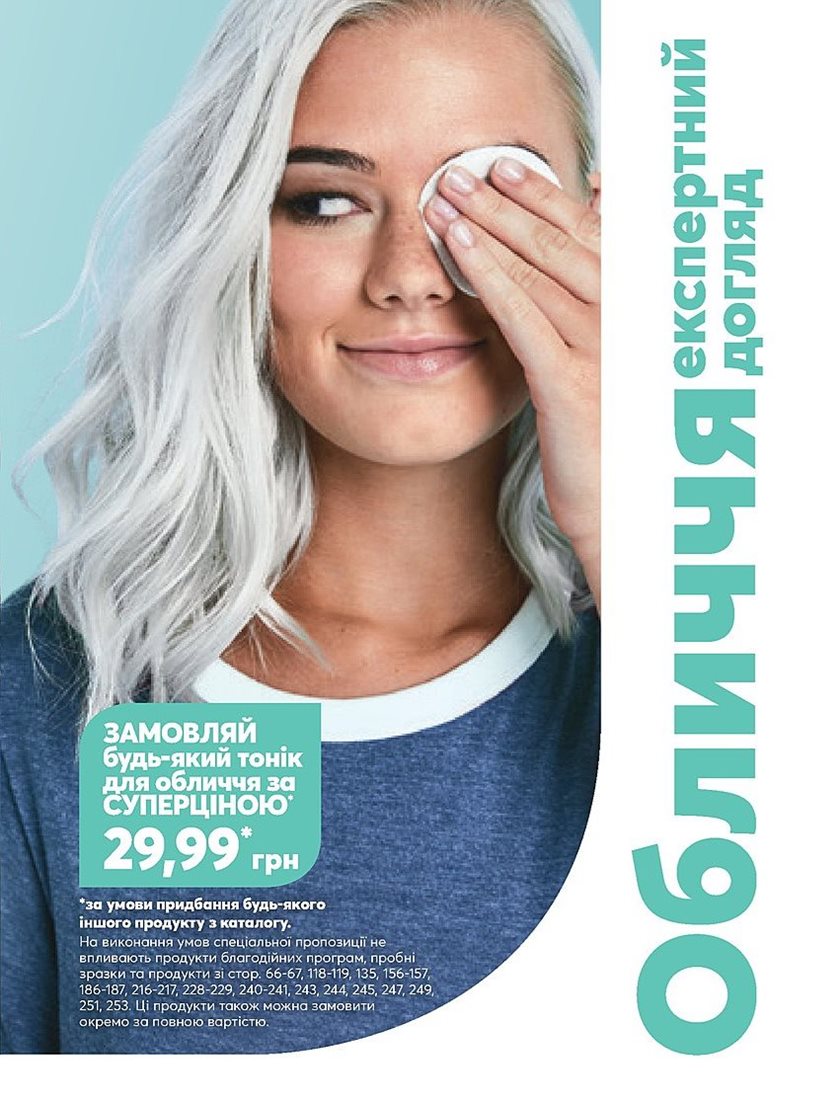 Обличчя
експертний
догляд
ЗАМОВЛЯЙ
будь-який тонік
для обличчя за
СУПЕРЦІНОЮ*
29,99* грн
*за умови придбання будь-якого
іншого продукту з каталогу.
На виконання умов спеціальної пропозиції не
впливають продукти благодійних програм, пробні
зразки та продукти зі стор. 66-67, 118-119, 135, 156-157,
186-187, 216-217, 228-229, 240-241, 243, 244, 245, 247, 249,
251, 253. Ці продукти також можна замовити
окремо за повною вартістю.